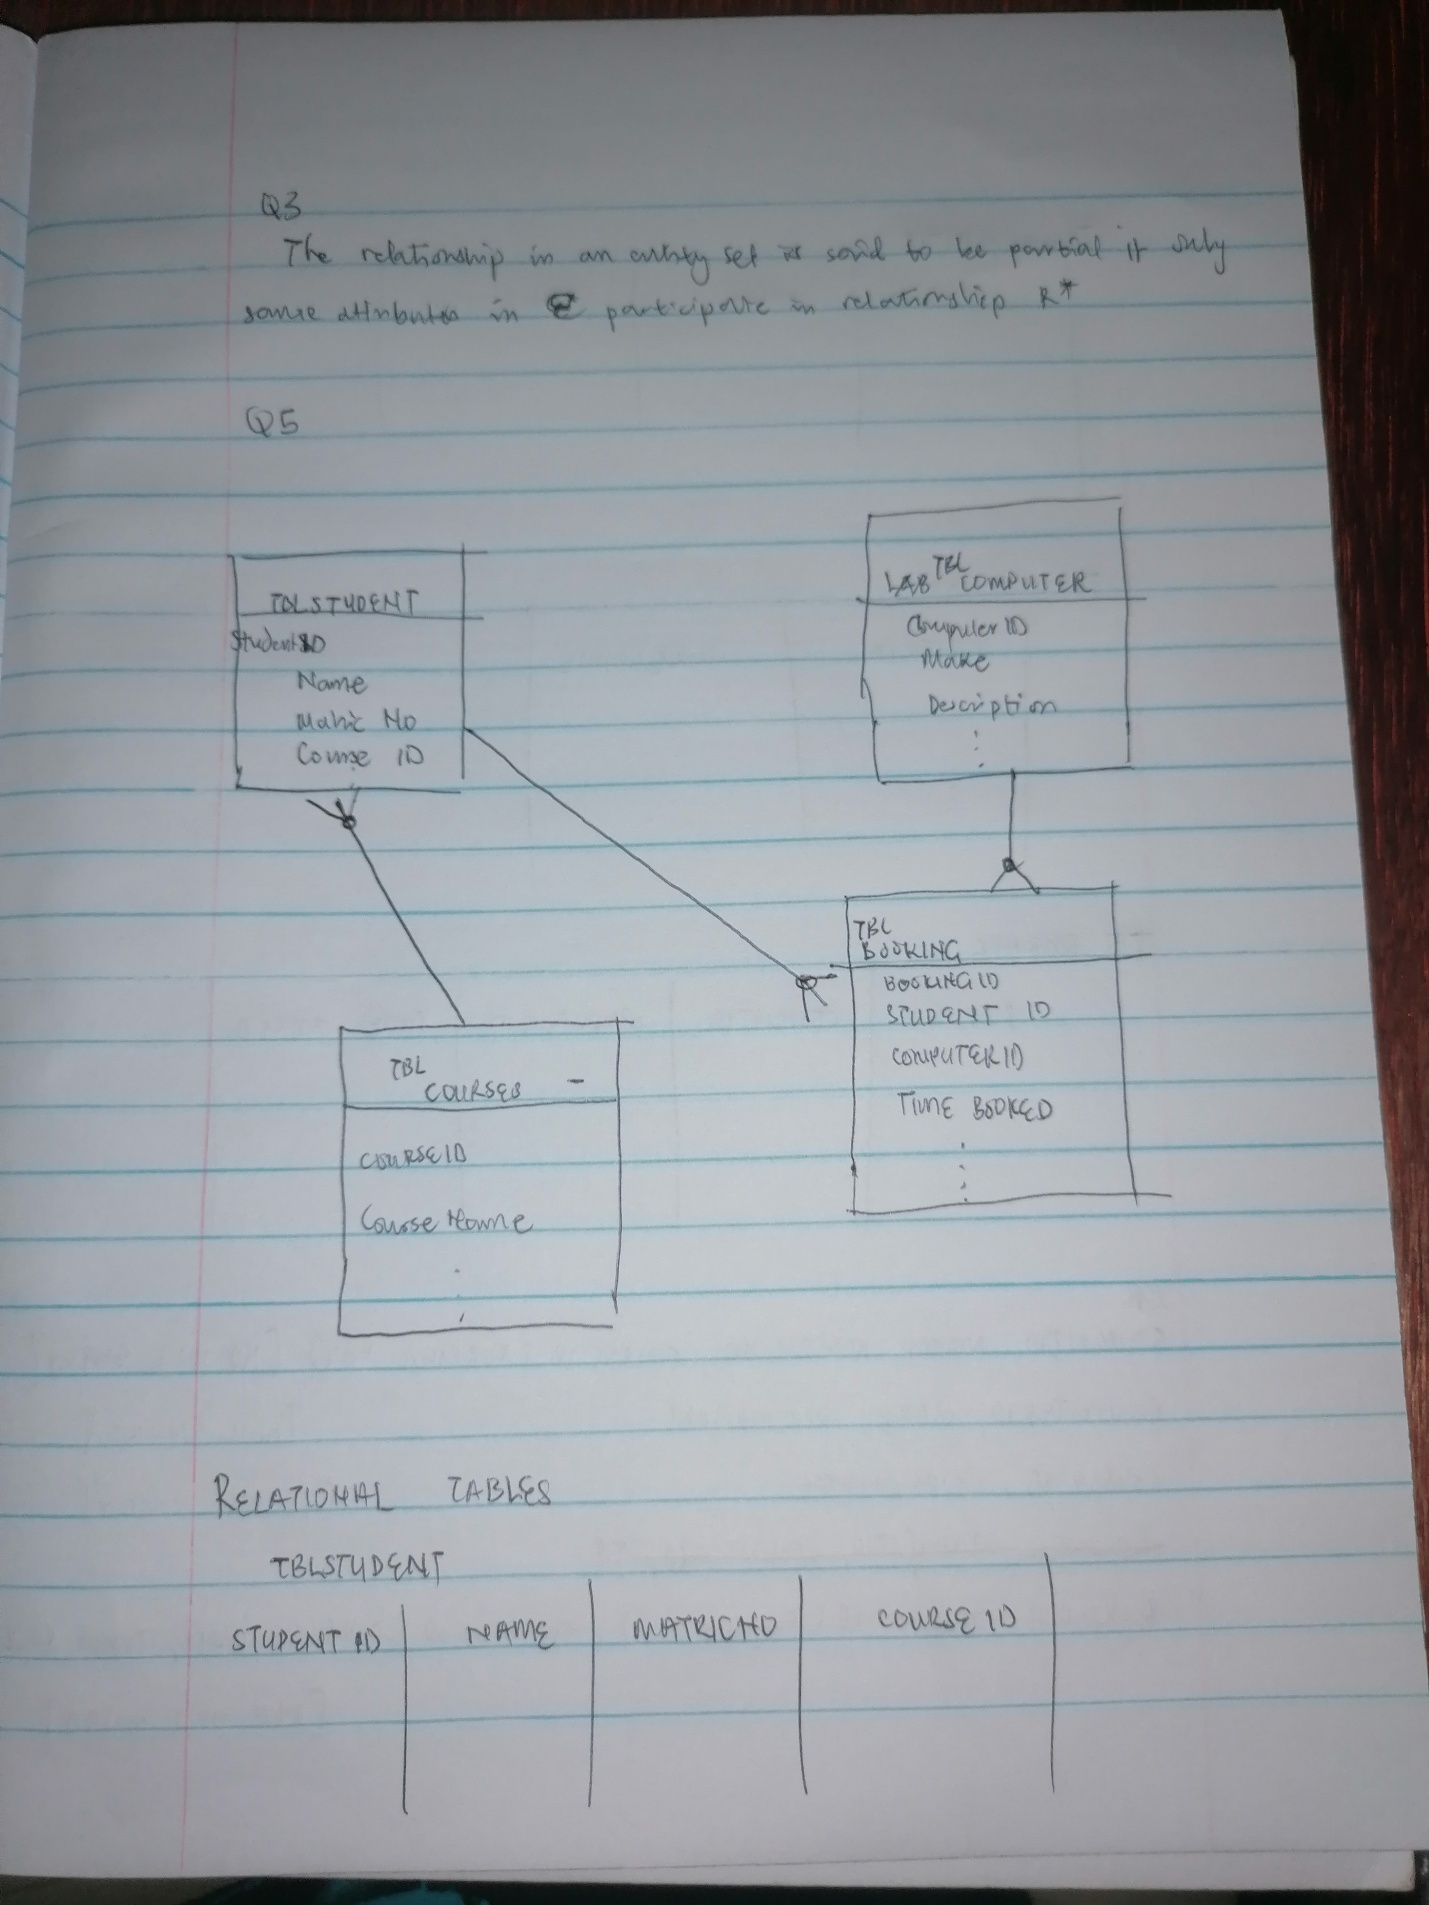 Q3
The relationship in an entity set is said to be partial if only
some attributes in E participate in relationship R*
Q5
TBLSTUDENT
StudentID
Name
Matric No
Course ID
TBL
LAB COMPUTER
Computer ID
Make
Description
TBL
BOOKING
BOOKING ID
STUDENT ID
COMPUTER ID
TIME BOOKED
TBL
COURSES
COURSE ID
Course Name
RELATIONAL TABLES
TBLSTUDENT
STUDENT ID NAME MATRICNO COURSE ID